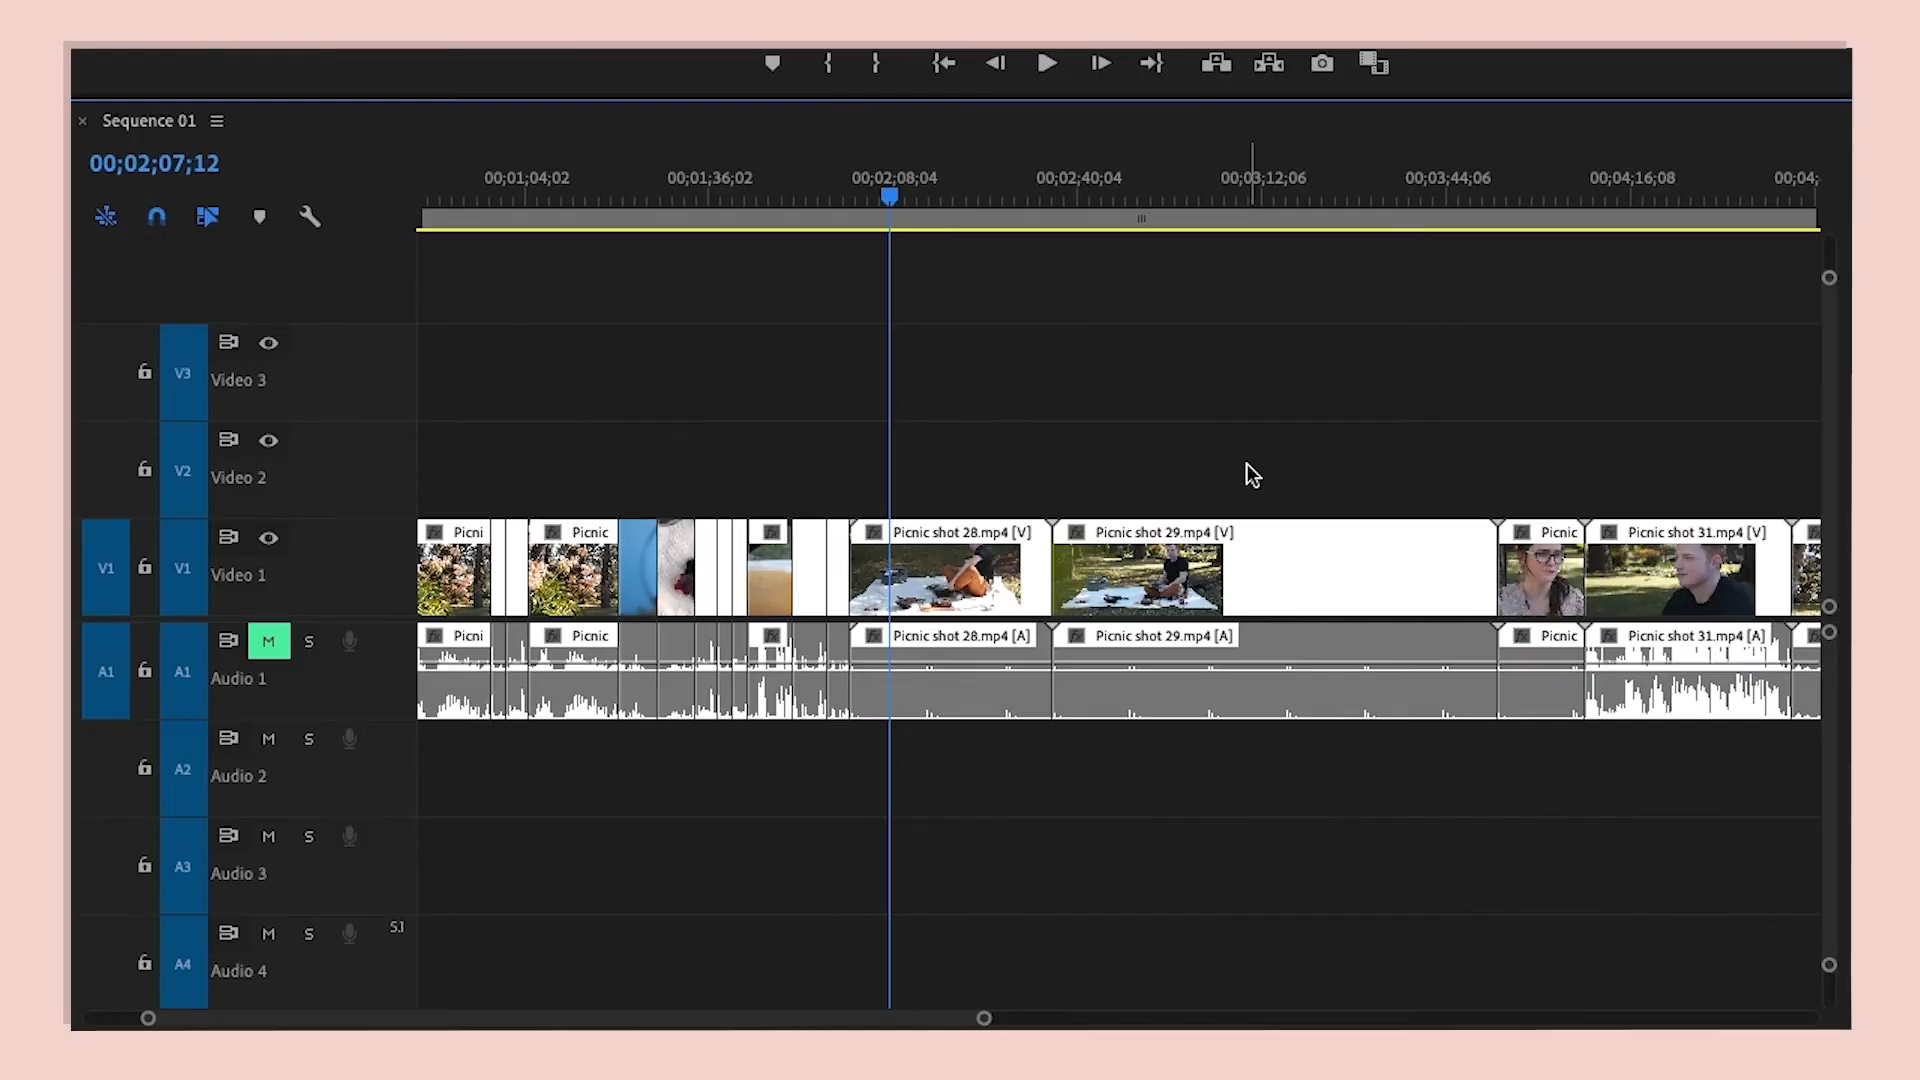 Sequence 01
00;02;07;12
00;01;04;02 00;01;36;02 00;02;08;04 00;02;40;04 00;03;12;06 00;03;44;06 00;04;16;08 00;04;
V3 Video 3
V2 Video 2
Picni Picnic Picnic shot 28.mp4 [V] Picnic shot 29.mp4 [V] Picnic Picnic shot 31.mp4 [V]
V1 V1 Video 1
Picni Picnic Picnic shot 28.mp4 [A] Picnic shot 29.mp4 [A] Picnic Picnic shot 31.mp4 [A]
M S
A1 A1 Audio 1
M S
A2 Audio 2
M S
A3 Audio 3
M S 5.1
A4 Audio 4